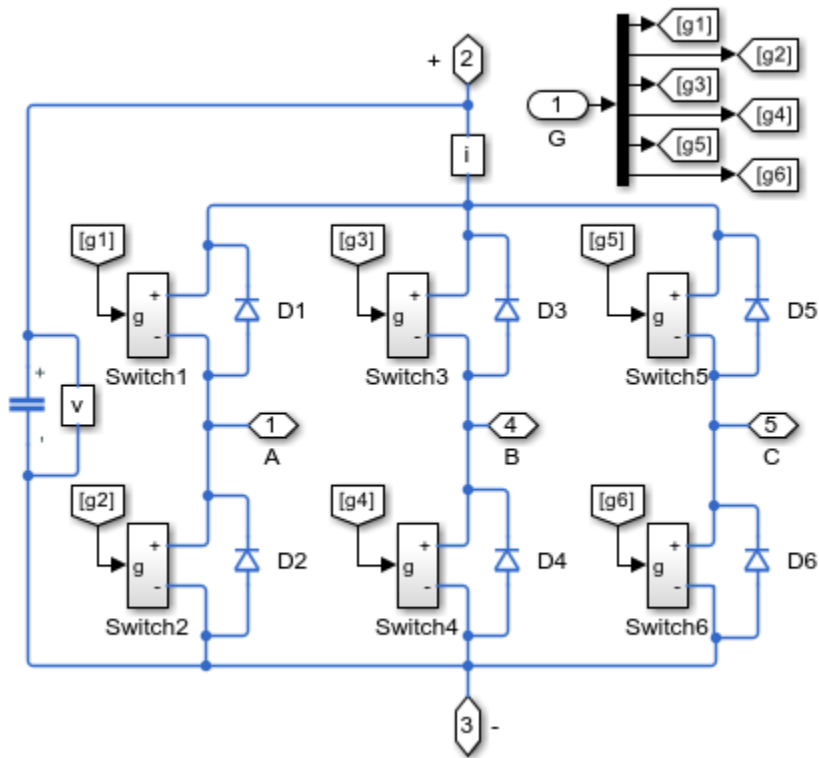 [g1]
+ 2 [g2]
1 [g3]
G [g4]
i [g5]
[g6]
[g1] [g3] [g5]
+ + +
g D1 g D3 g D5
- - -
Switch1 Switch3 Switch5
+
v 1 4 5
A B C
[g2] [g4] [g6]
+ + +
g D2 g D4 g D6
- - -
Switch2 Switch4 Switch6
3 -